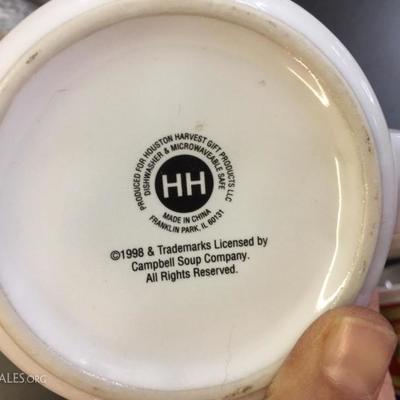 PRODUCED FOR HOUSTON HARVEST GIFT PRODUCTS LLC
DISHWASHER & MICROWAVEABLE SAFE
HH
MADE IN CHINA
FRANKLIN PARK, IL 60131
©1998 & Trademarks Licensed by
Campbell Soup Company.
All Rights Reserved.
ALES.ORG